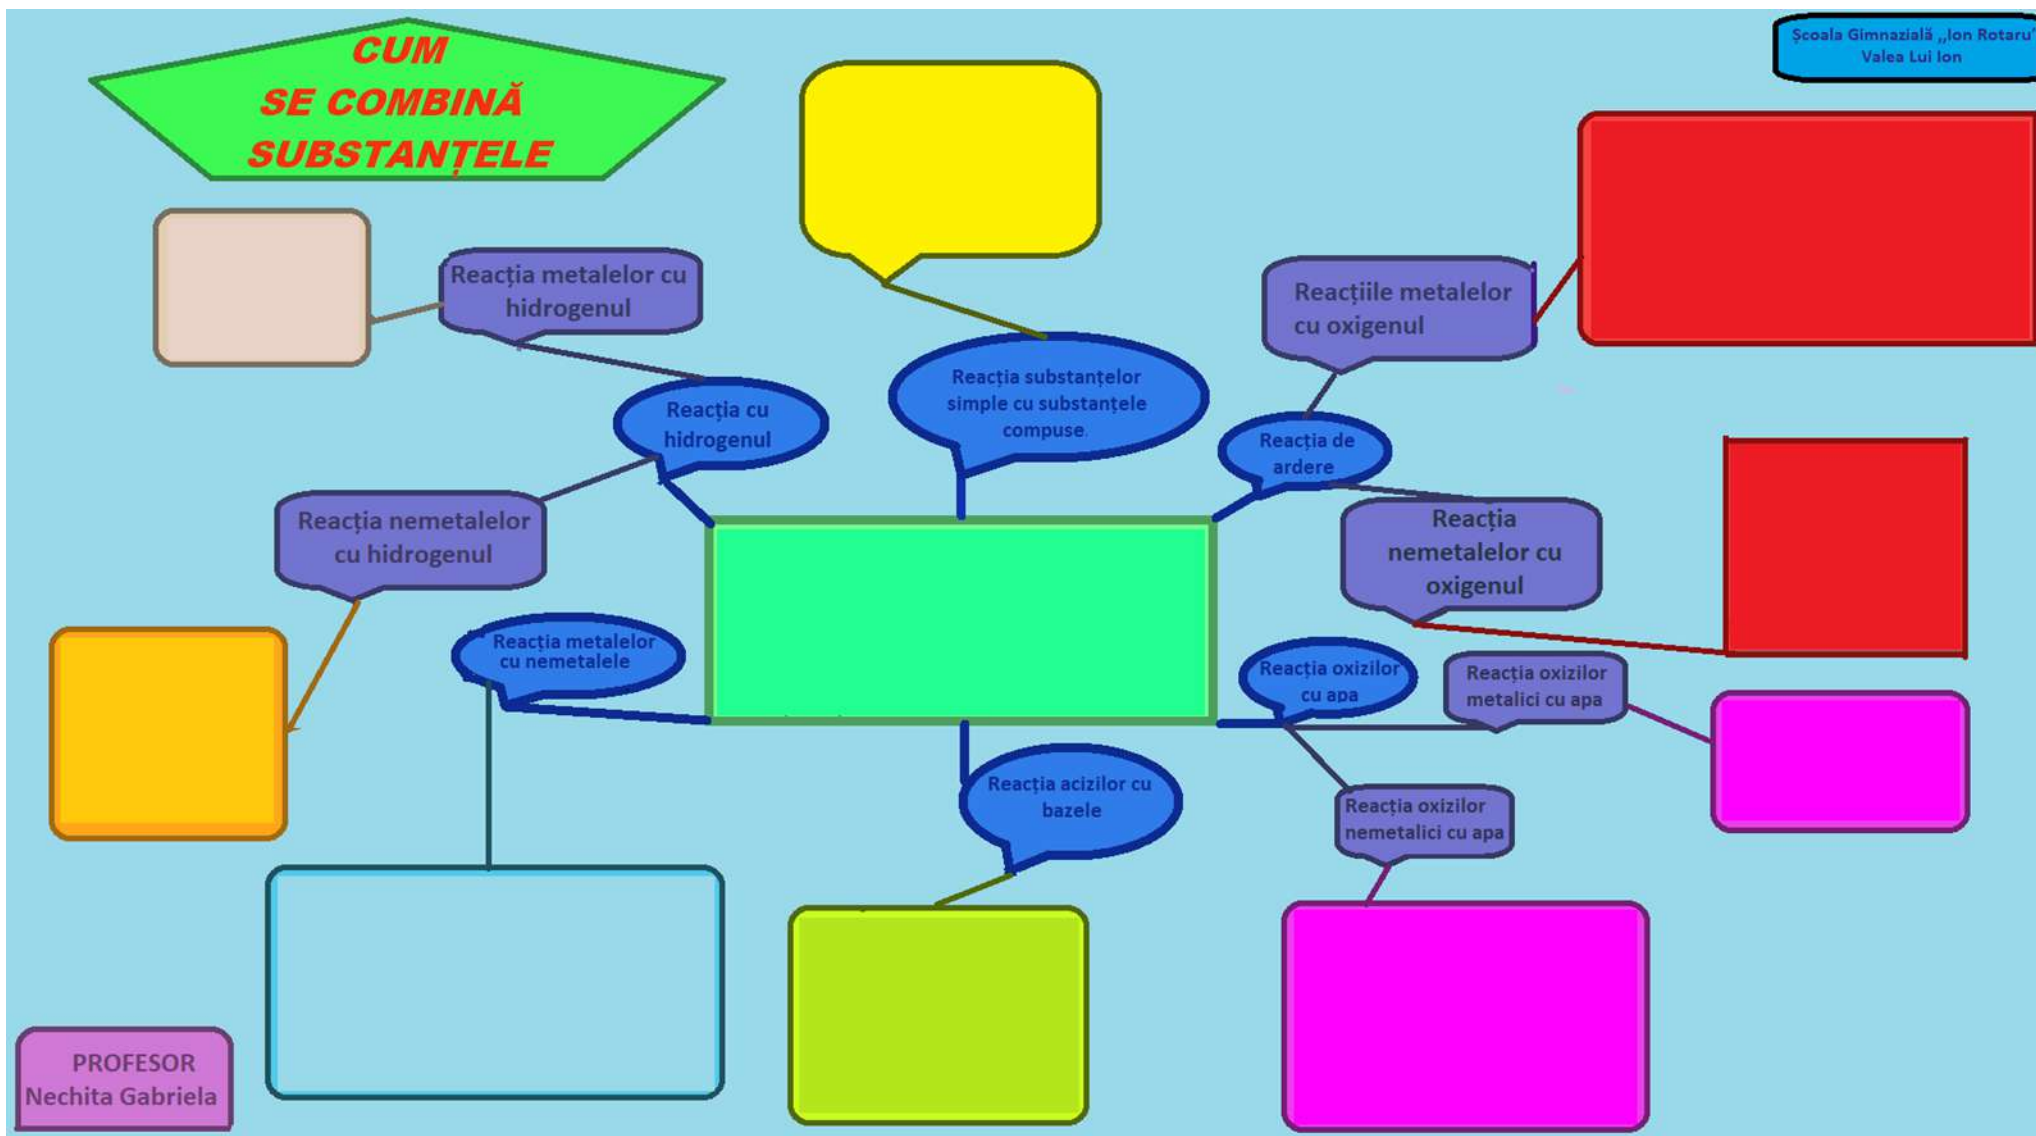 CUM
SE COMBINĂ
SUBSTANȚELE
Școala Gimnazială ,,Ion Rotaru"
Valea Lui Ion
Reacția metalelor cu
hidrogenul
Reacțiile metalelor
cu oxigenul
Reacția substanțelor
simple cu substanțele
compuse.
Reacția cu
hidrogenul
Reacția de
ardere
Reacția nemetalelor
cu hidrogenul
Reacția
nemetalelor cu
oxigenul
Reacția metalelor
cu nemetalele
Reacția oxizilor
cu apa
Reacția oxizilor
metalici cu apa
Reacția acizilor cu
bazele
Reacția oxizilor
nemetalici cu apa
PROFESOR
Nechita Gabriela